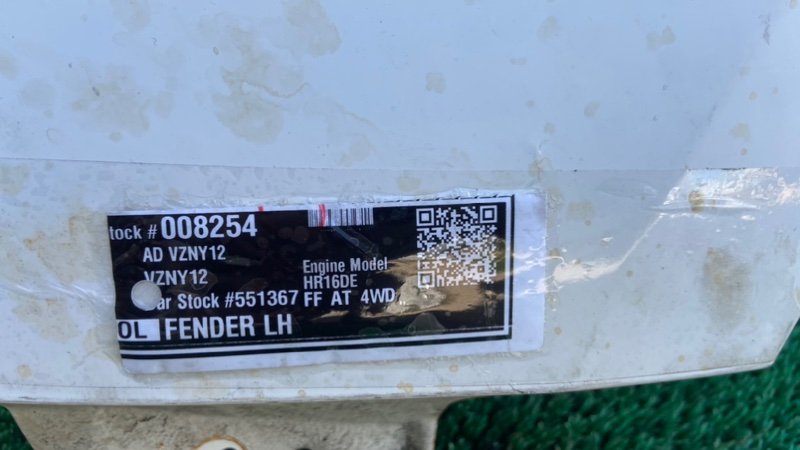 tock # 008254
AD VZNY12
VZNY12
Engine Model
HR16DE
ar Stock #551367 FF AT 4WD
OL FENDER LH